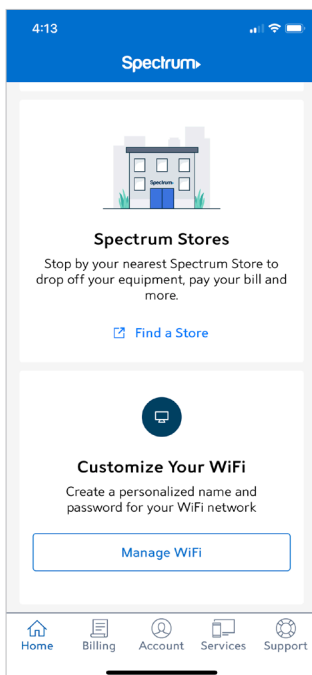 4:13
Spectrum
Spectrum
Spectrum Stores
Stop by your nearest Spectrum Store to
drop off your equipment, pay your bill and
more.
Find a Store
Customize Your WiFi
Create a personalized name and
password for your WiFi network
Manage WiFi
Home
Billing
Account
Services
Support